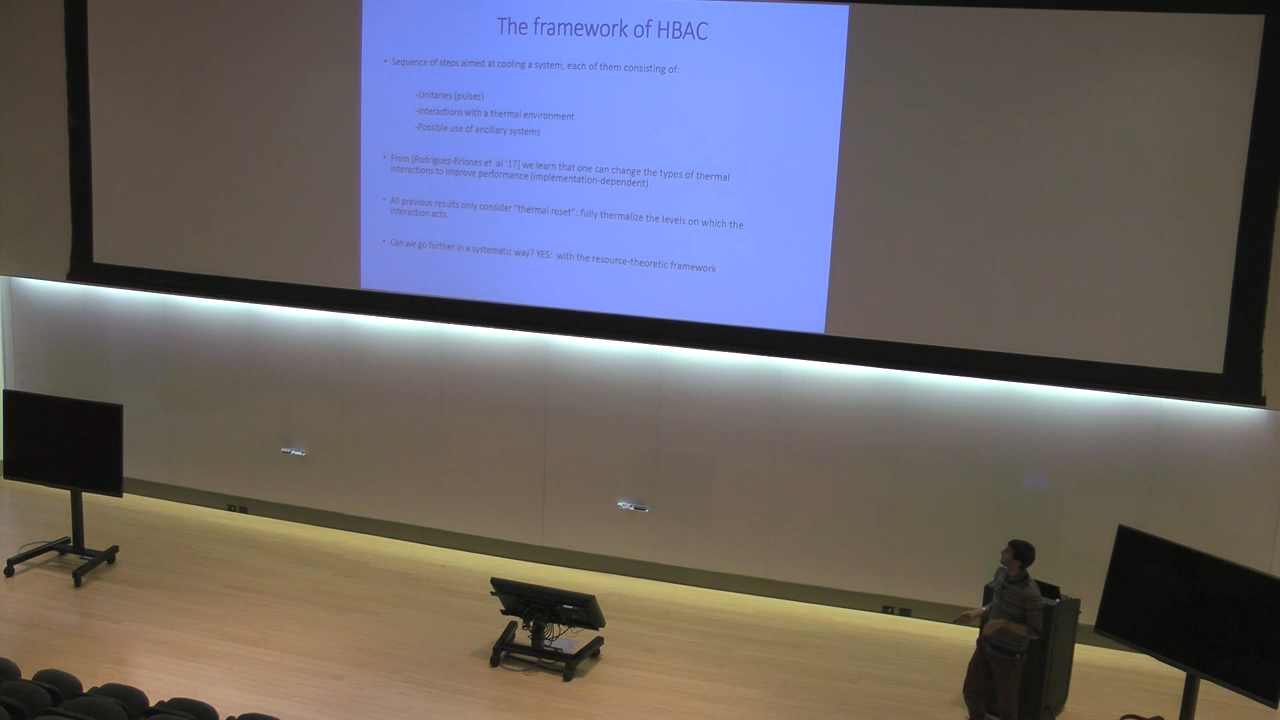 The framework of HBAC
• Sequence of steps aimed at cooling a system, each of them consisting of:
-Unitaries (pulses)
-Interactions with a thermal environment
-Possible use of ancillary systems
• From [Rodriguez-Briones et al '17] we learn that one can change the types of thermal
interactions to improve performance (implementation-dependent).
• All previous results only consider "thermal reset": fully thermalize the levels on which the
interaction acts.
• Can we go further in a systematic way? YES: with the resource-theoretic framework